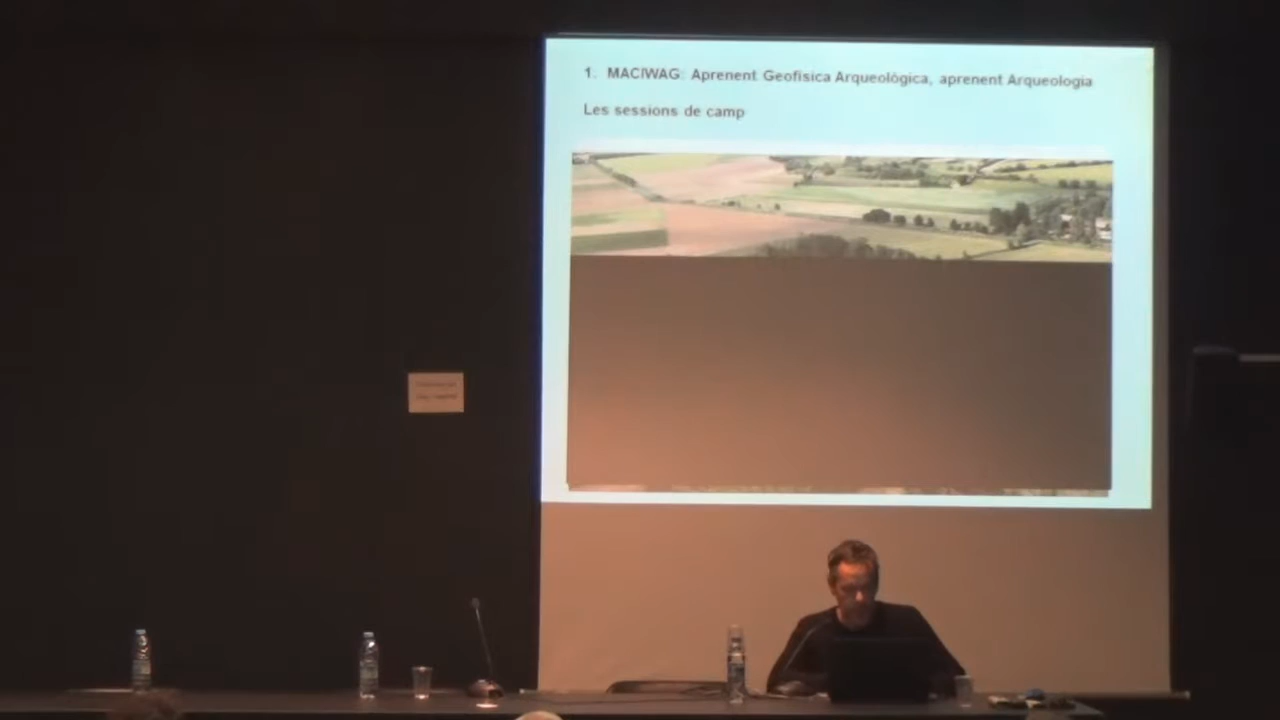 1. MACIWAG: Aprenent Geofísica Arqueològica, aprenent Arqueologia
Les sessions de camp